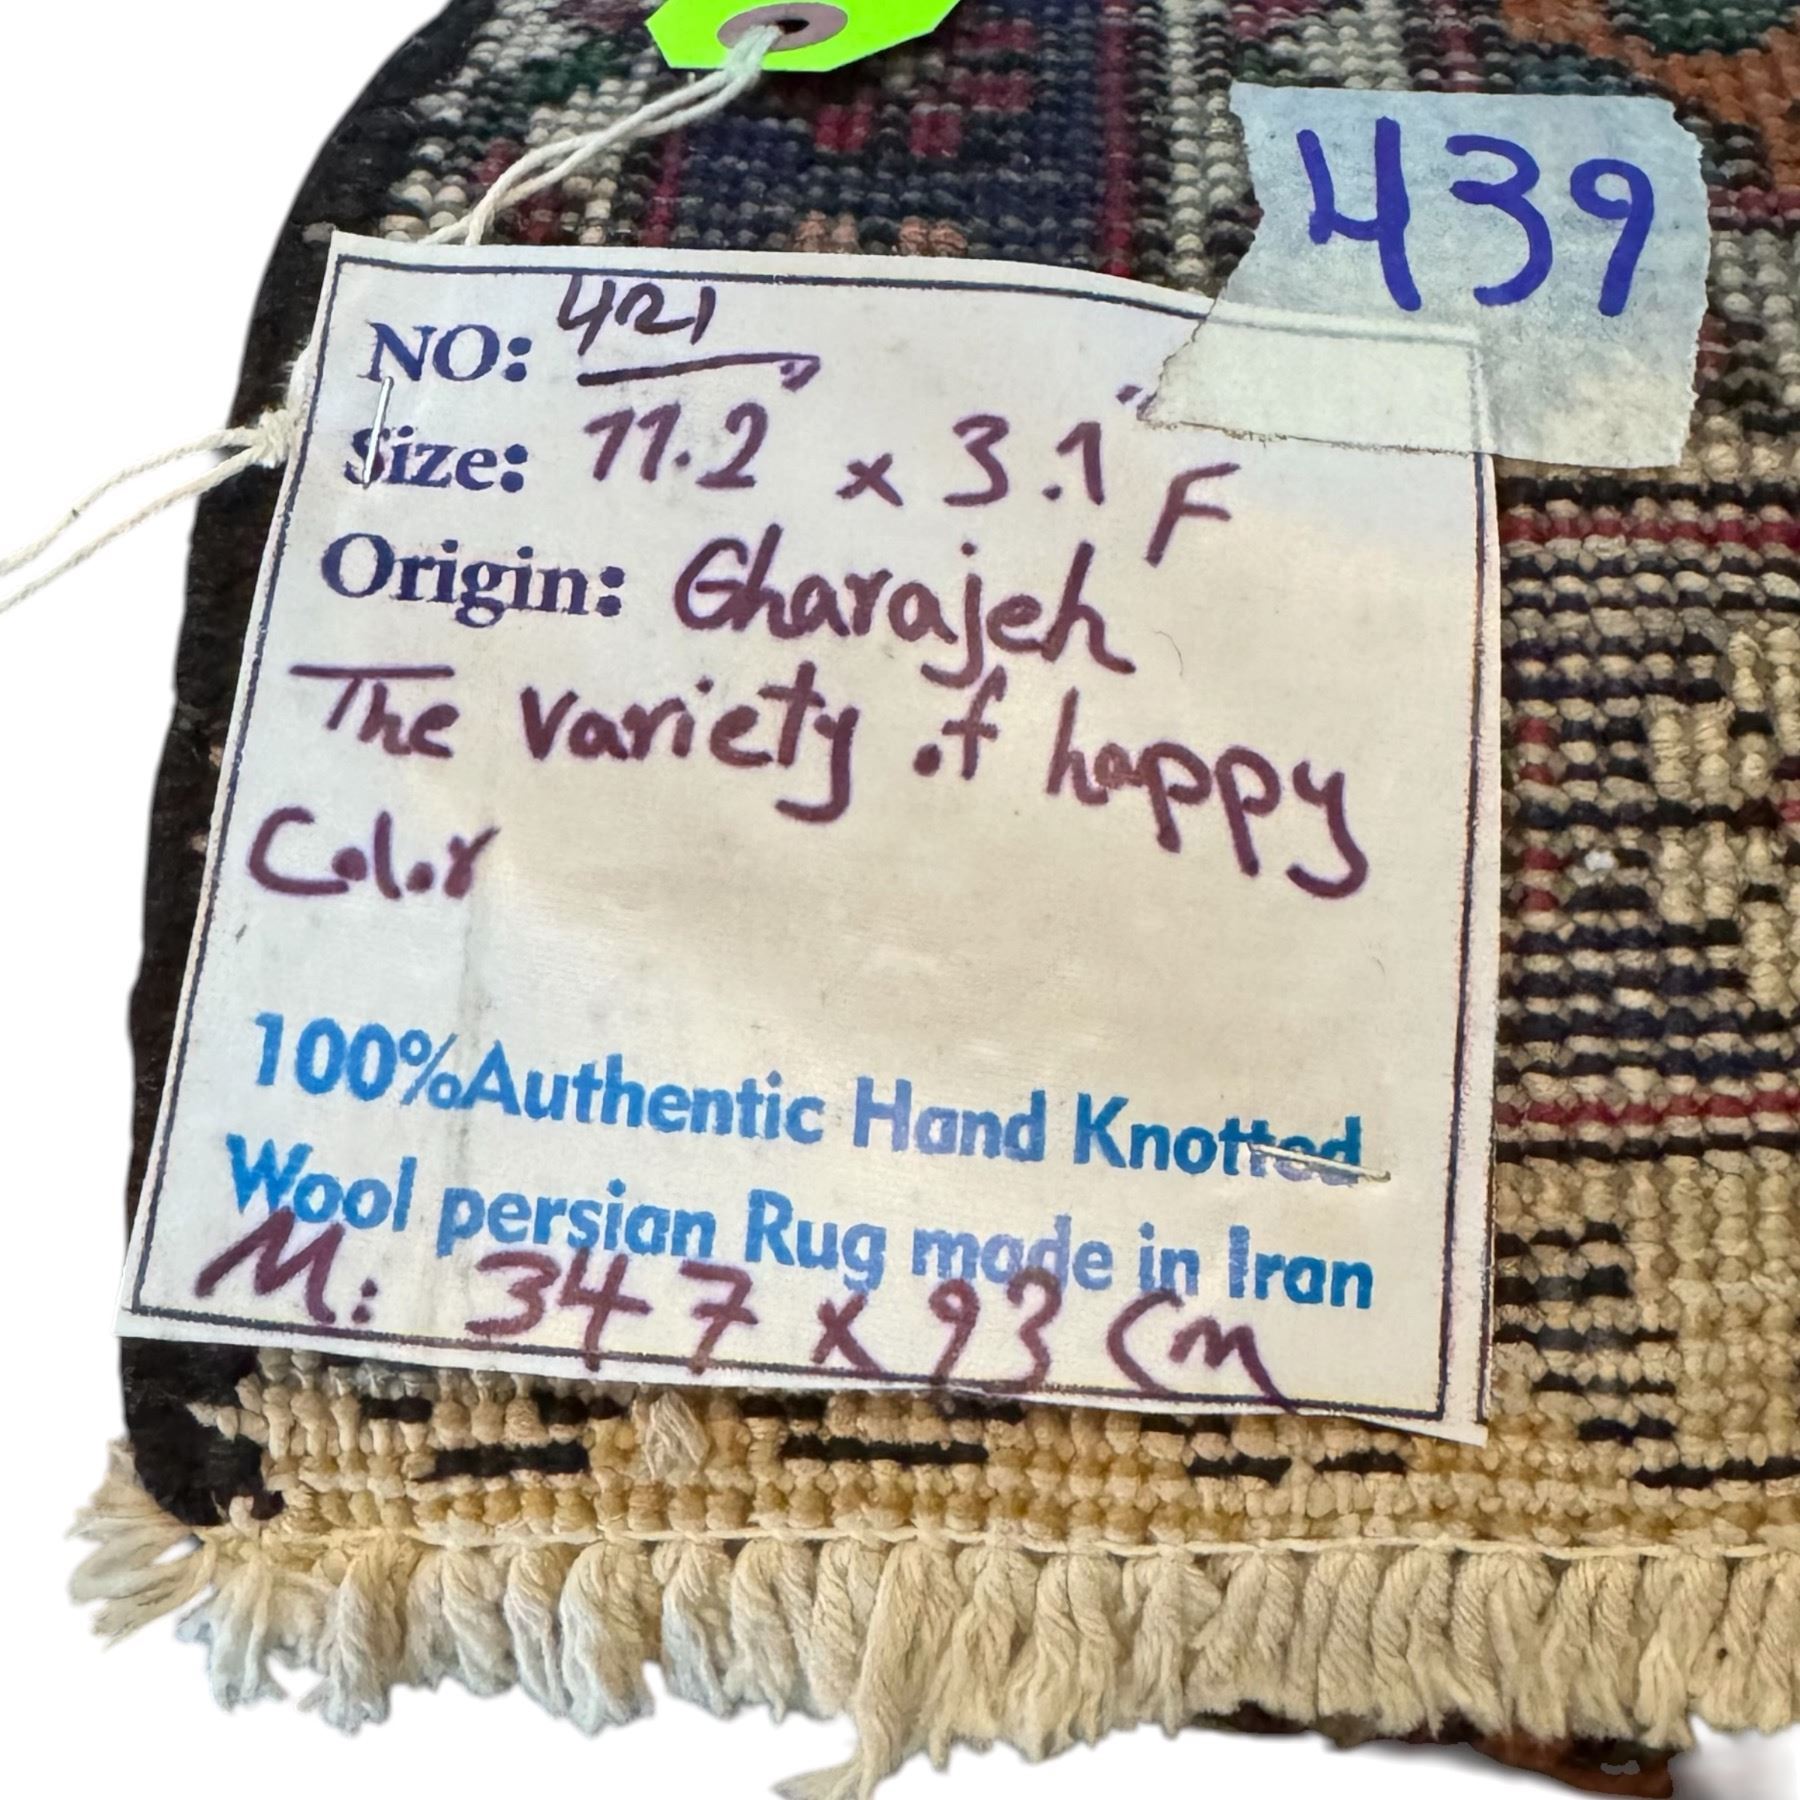 439
NO: 421
Size: 11.2" x 3.1" F
Origin: Gharajeh
The variety of happy
Color
100%Authentic Hand Knotted
Wool persian Rug made in Iran
M: 347 x 93 Cm